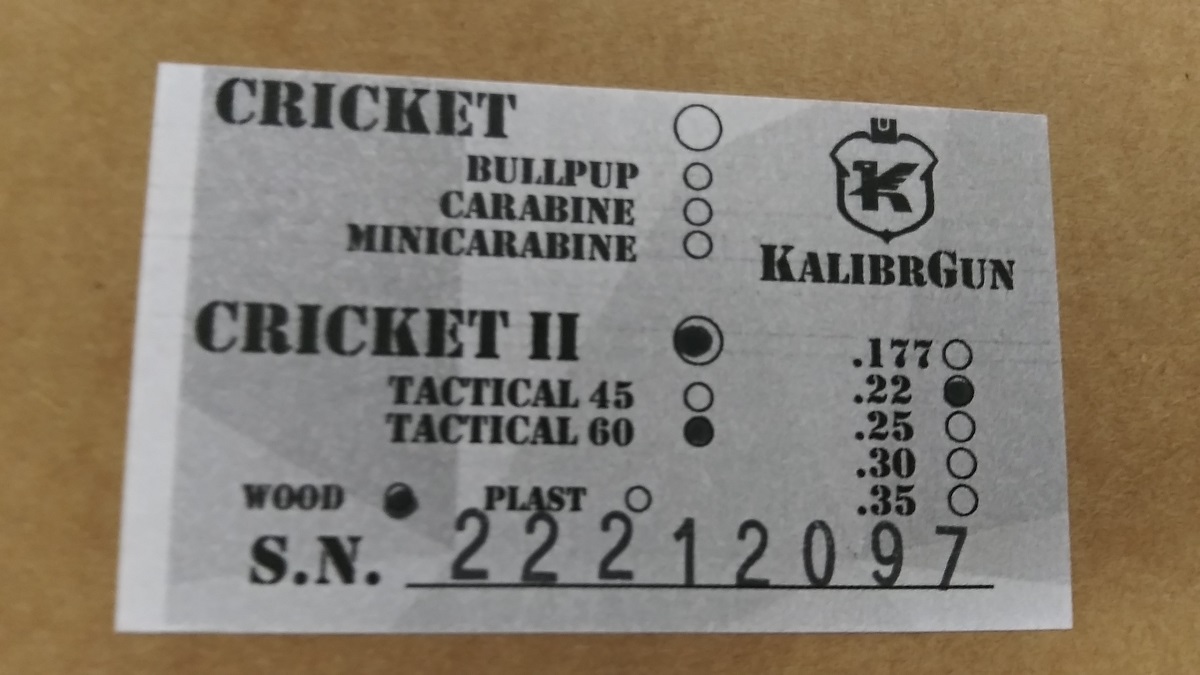 CRICKET
BULLPUP
CARABINE
MINICARABINE
K
KALIBRGUN
CRICKET II
TACTICAL 45
TACTICAL 60
.177
.22
.25
.30
.35
WOOD PLAST
S.N. 22212097